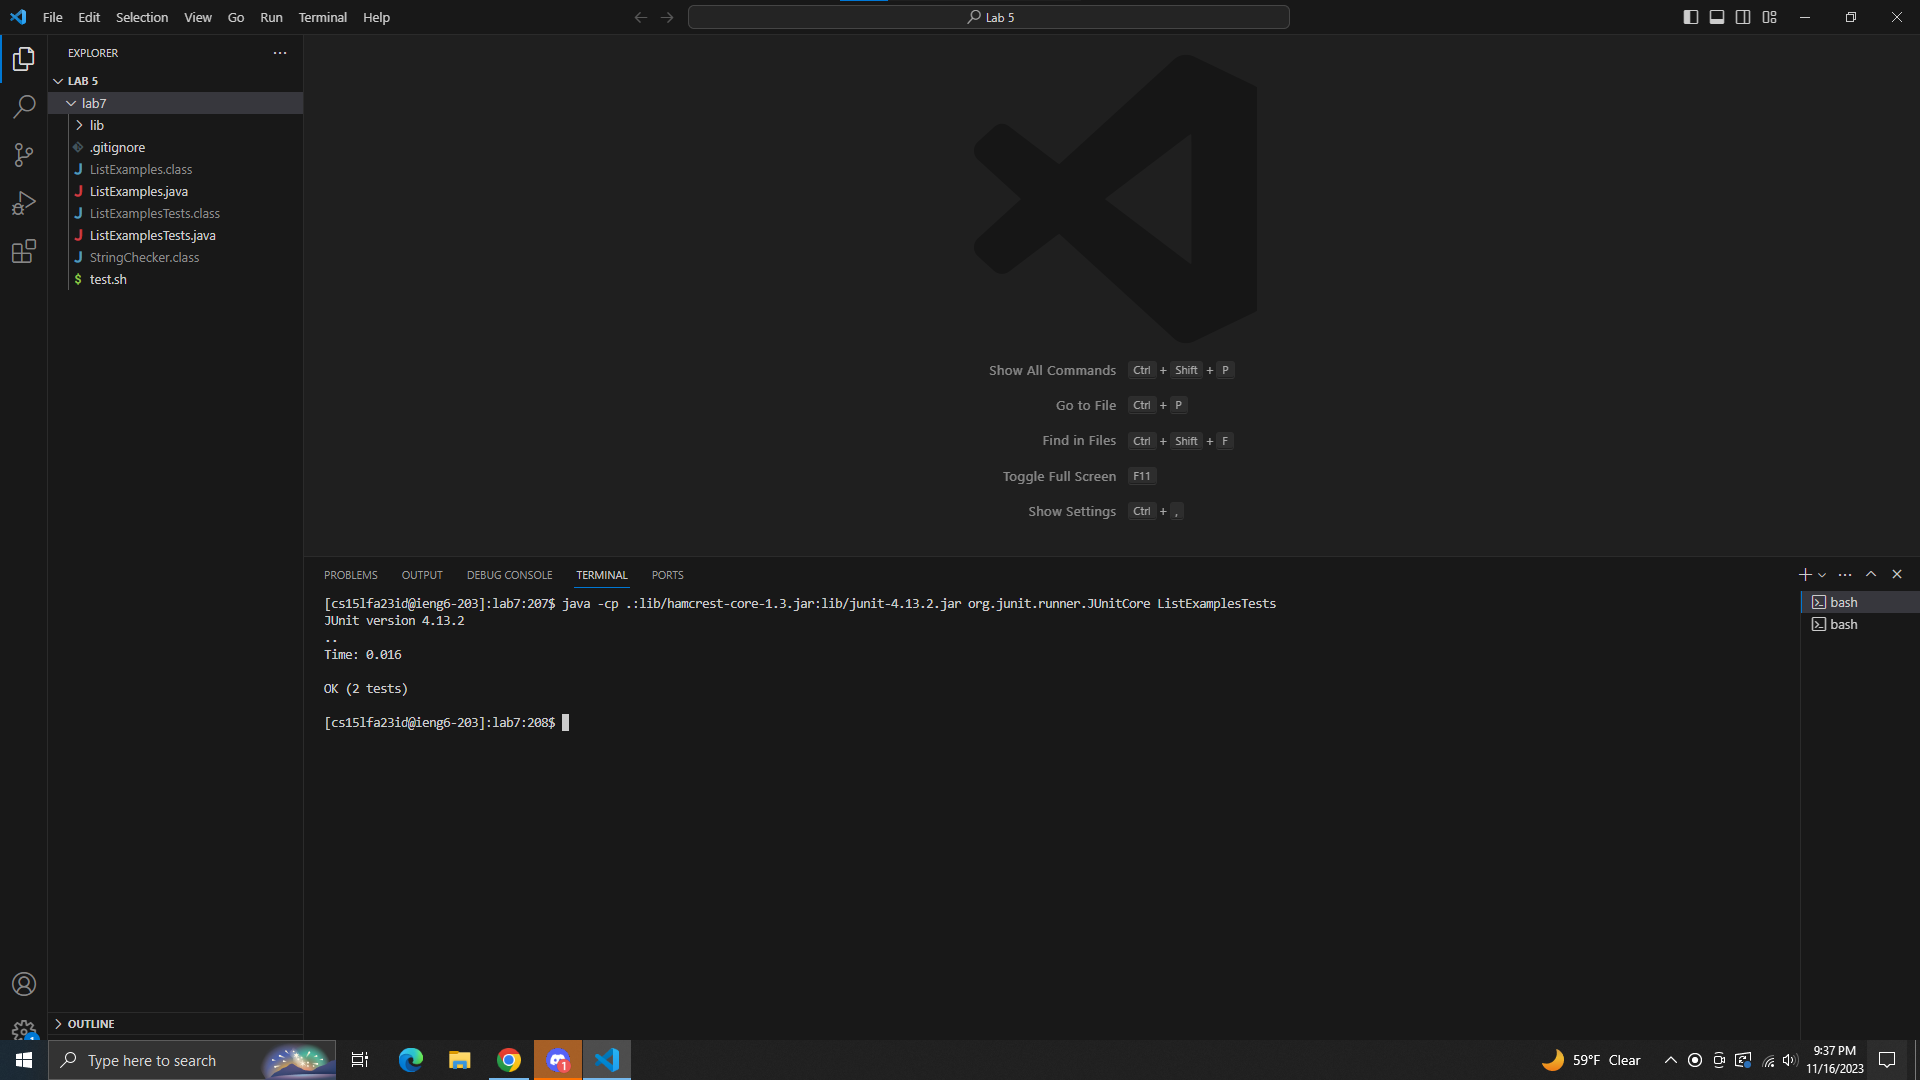 File Edit Selection View Go Run Terminal Help
Lab 5
EXPLORER
LAB 5
lab7
lib
.gitignore
J ListExamples.class
J ListExamples.java
J ListExamplesTests.class
J ListExamplesTests.java
J StringChecker.class
$ test.sh
OUTLINE
Show All Commands Ctrl + Shift + P
Go to File Ctrl + P
Find in Files Ctrl + Shift + F
Toggle Full Screen F11
Show Settings Ctrl + ,
PROBLEMS OUTPUT DEBUG CONSOLE TERMINAL PORTS
[cs15lfa23id@ieng6-203]:lab7:207$ java -cp .:lib/hamcrest-core-1.3.jar:lib/junit-4.13.2.jar org.junit.runner.JUnitCore ListExamplesTests
JUnit version 4.13.2
..
Time: 0.016
OK (2 tests)
[cs15lfa23id@ieng6-203]:lab7:208$
bash
bash
Type here to search
1
59°F Clear
9:37 PM
11/16/2023